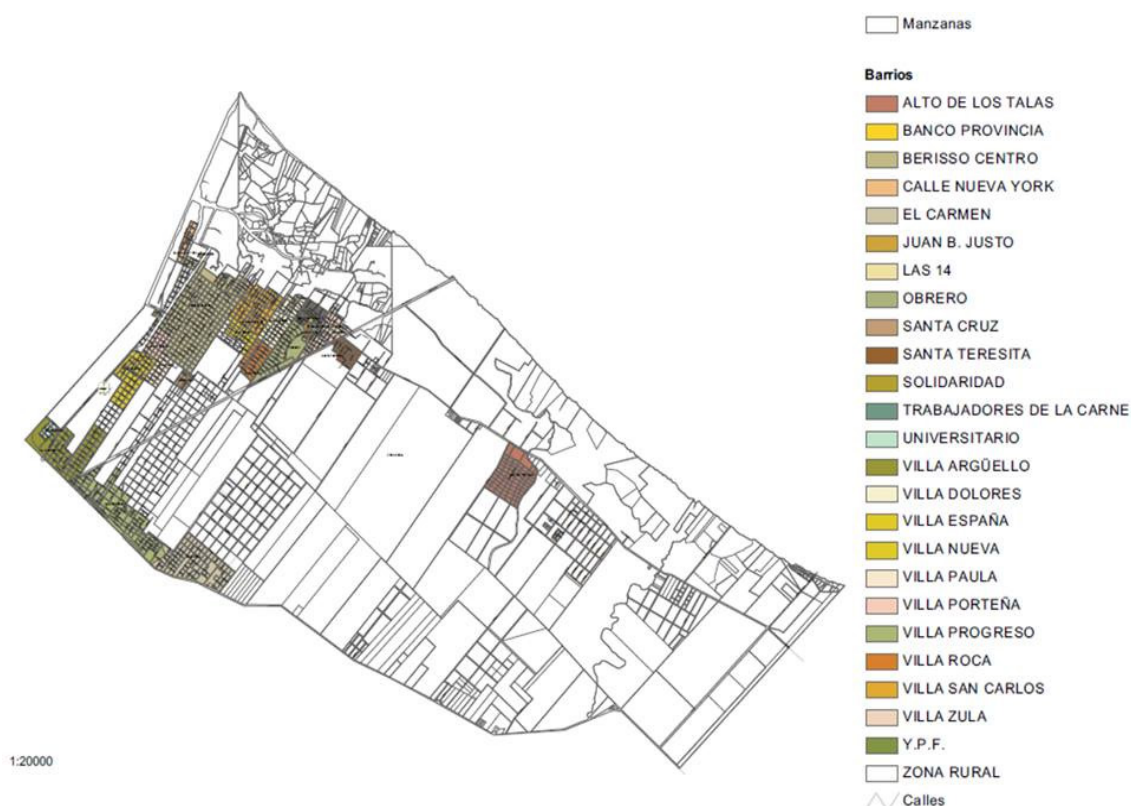 Manzanas
Barrios
ALTO DE LOS TALAS
BANCO PROVINCIA
BERISSO CENTRO
CALLE NUEVA YORK
EL CARMEN
JUAN B. JUSTO
LAS 14
OBRERO
SANTA CRUZ
SANTA TERESITA
SOLIDARIDAD
TRABAJADORES DE LA CARNE
UNIVERSITARIO
VILLA ARGÜELLO
VILLA DOLORES
VILLA ESPAÑA
VILLA NUEVA
VILLA PAULA
VILLA PORTEÑA
VILLA PROGRESO
VILLA ROCA
VILLA SAN CARLOS
VILLA ZULA
Y.P.F.
ZONA RURAL
Calles
1:20000